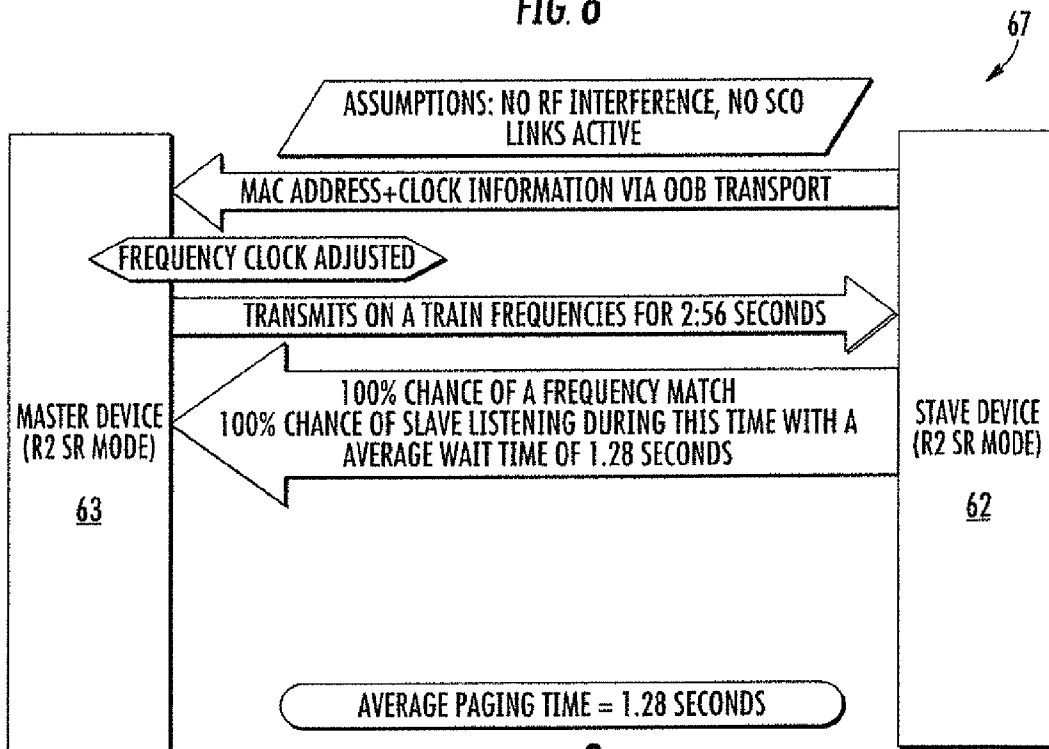 FIG. 8
67
ASSUMPTIONS: NO RF INTERFERENCE, NO SCO
LINKS ACTIVE
MAC ADDRESS+CLOCK INFORMATION VIA OOB TRANSPORT
FREQUENCY CLOCK ADJUSTED
TRANSMITS ON A TRAIN FREQUENCIES FOR 2:56 SECONDS
100% CHANCE OF A FREQUENCY MATCH
100% CHANCE OF SLAVE LISTENING DURING THIS TIME WITH A
AVERAGE WAIT TIME OF 1.28 SECONDS
MASTER DEVICE
(R2 SR MODE)
63
STAVE DEVICE
(R2 SR MODE)
62
AVERAGE PAGING TIME = 1.28 SECONDS